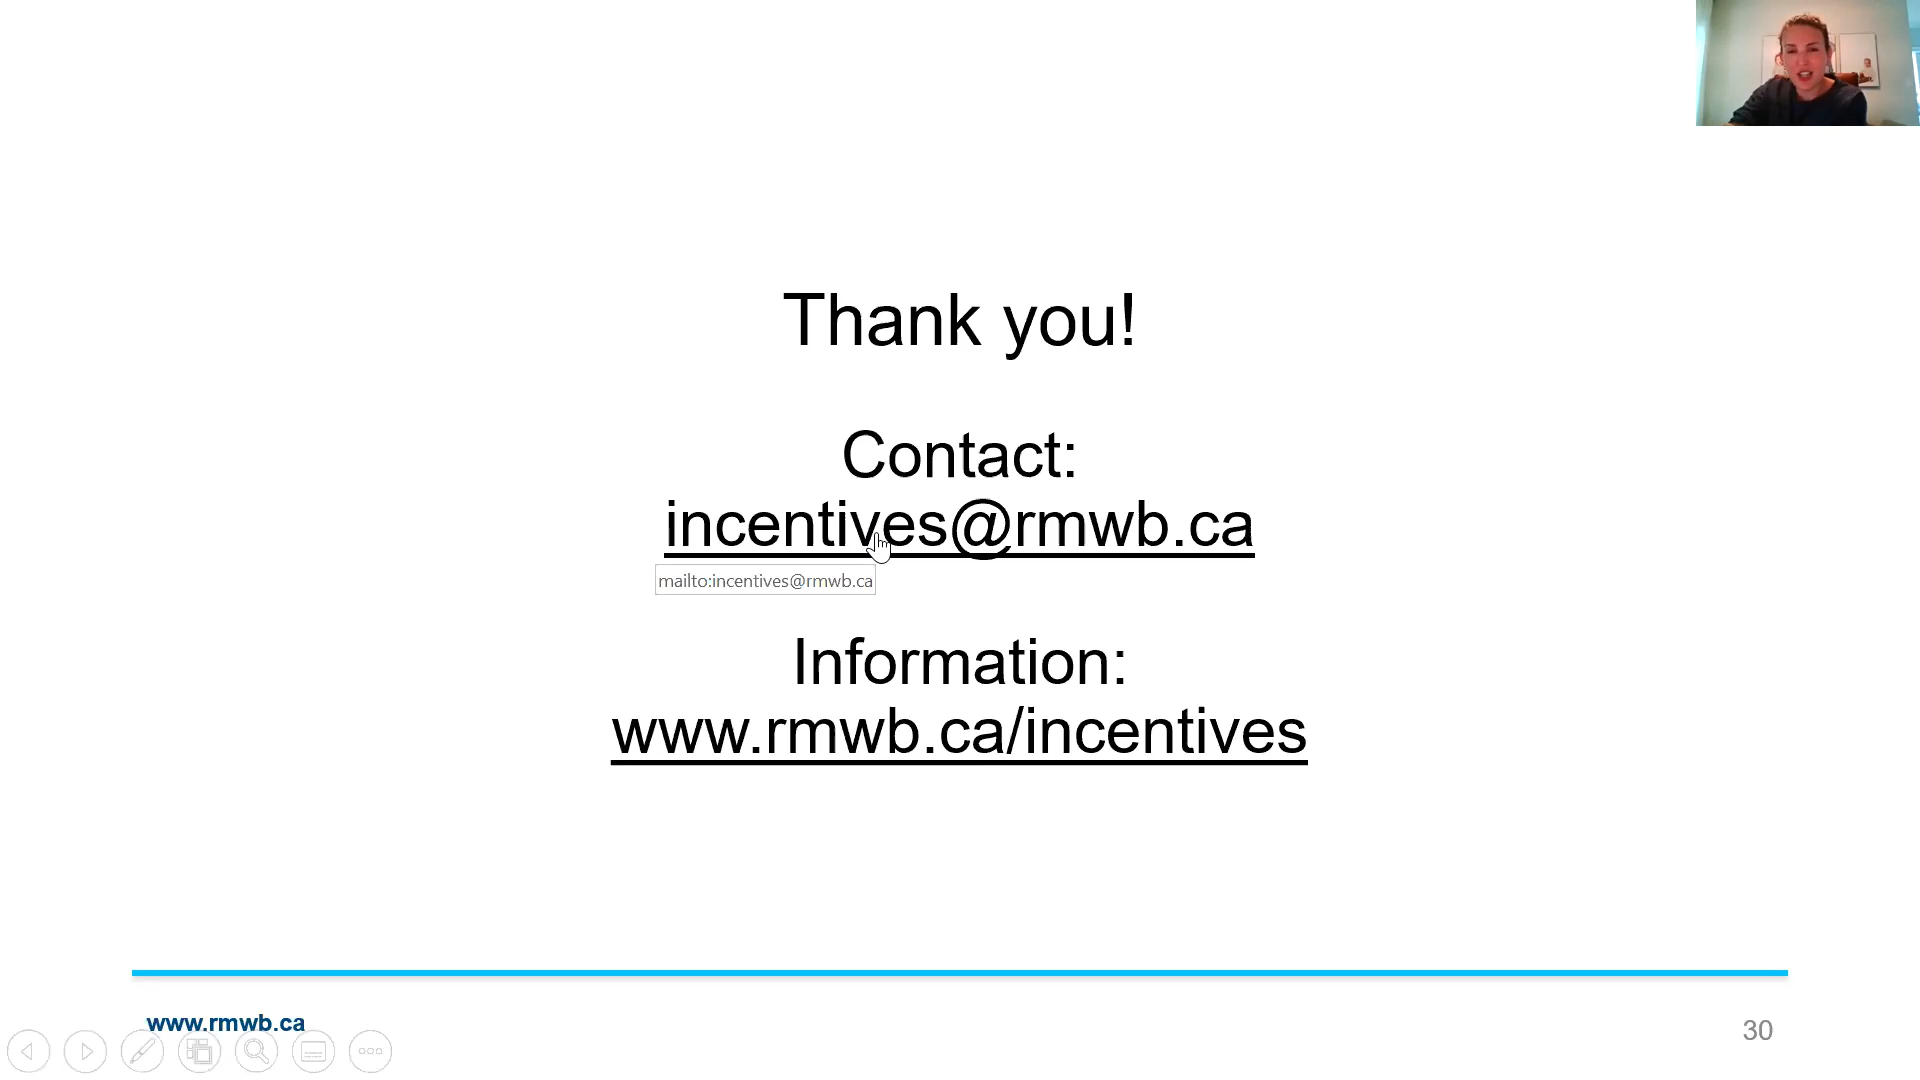 Thank you!
Contact:
incentives@rmwb.ca
mailto:incentives@rmwb.ca
Information:
www.rmwb.ca/incentives
www.rmwb.ca
30